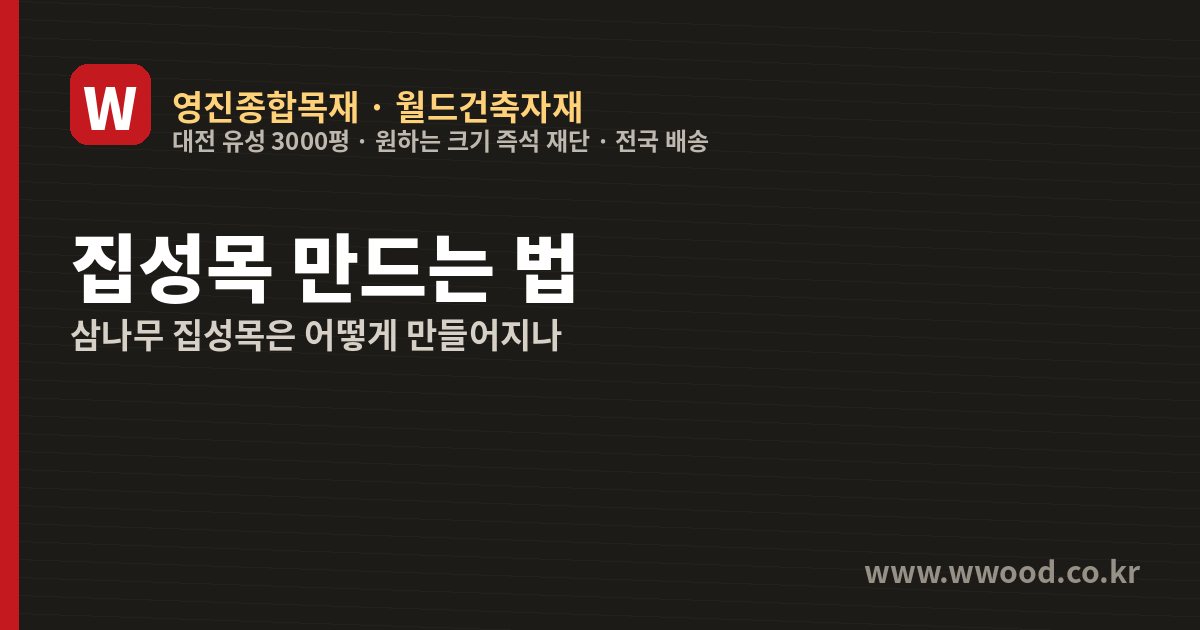 W
영진종합목재 · 월드건축자재
대전 유성 3000평 · 원하는 크기 즉석 재단 · 전국 배송
집성목 만드는 법
삼나무 집성목은 어떻게 만들어지나
www.wwood.co.kr